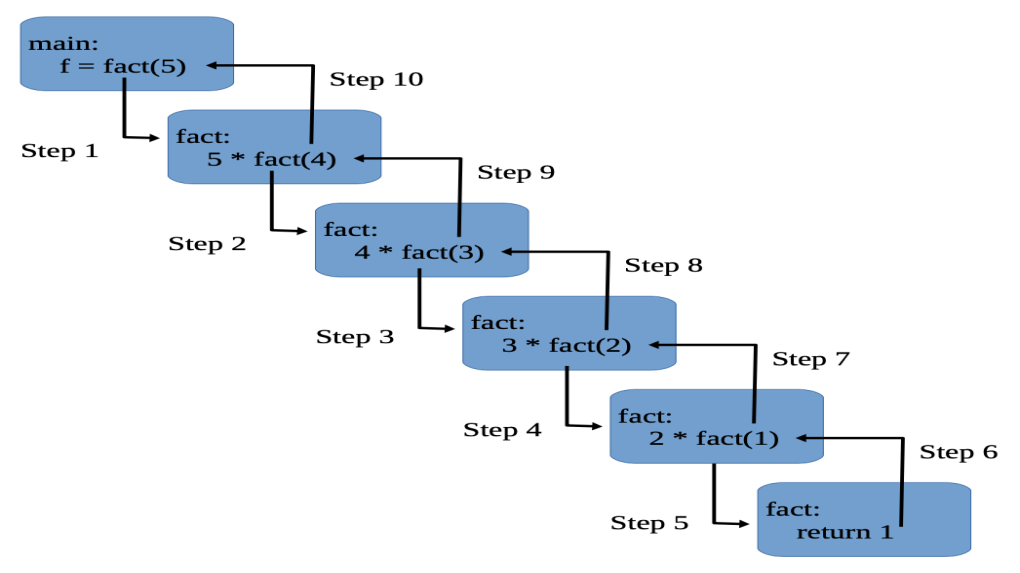 main:
f = fact(5)
Step 10
Step 1
fact:
5 * fact(4)
Step 9
Step 2
fact:
4 * fact(3)
Step 8
Step 3
fact:
3 * fact(2)
Step 7
Step 4
fact:
2 * fact(1)
Step 6
Step 5
fact:
return 1